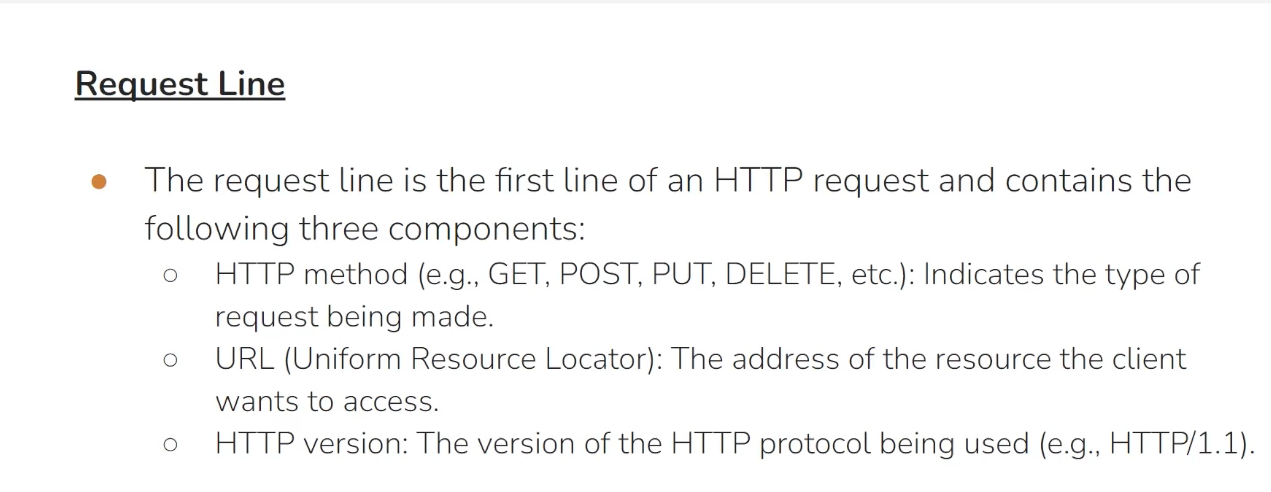 Request Line
● The request line is the first line of an HTTP request and contains the
following three components:
○ HTTP method (e.g., GET, POST, PUT, DELETE, etc.): Indicates the type of
request being made.
○ URL (Uniform Resource Locator): The address of the resource the client
wants to access.
○ HTTP version: The version of the HTTP protocol being used (e.g., HTTP/1.1).